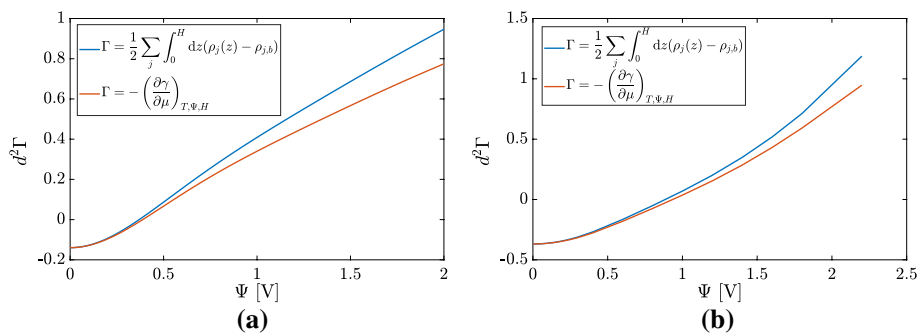 1
0.8
0.6
0.4
0.2
0
-0.2
d²Γ
Γ = 1/2 ∑_j ∫_0^H dz(ρ_j(z) − ρ_{j,b})
Γ = −(∂γ/∂μ)_{T,Ψ,H}
0 0.5 1 1.5 2
Ψ [V]
(a)
1.5
1
0.5
0
-0.5
d²Γ
Γ = 1/2 ∑_j ∫_0^H dz(ρ_j(z) − ρ_{j,b})
Γ = −(∂γ/∂μ)_{T,Ψ,H}
0 0.5 1 1.5 2 2.5
Ψ [V]
(b)